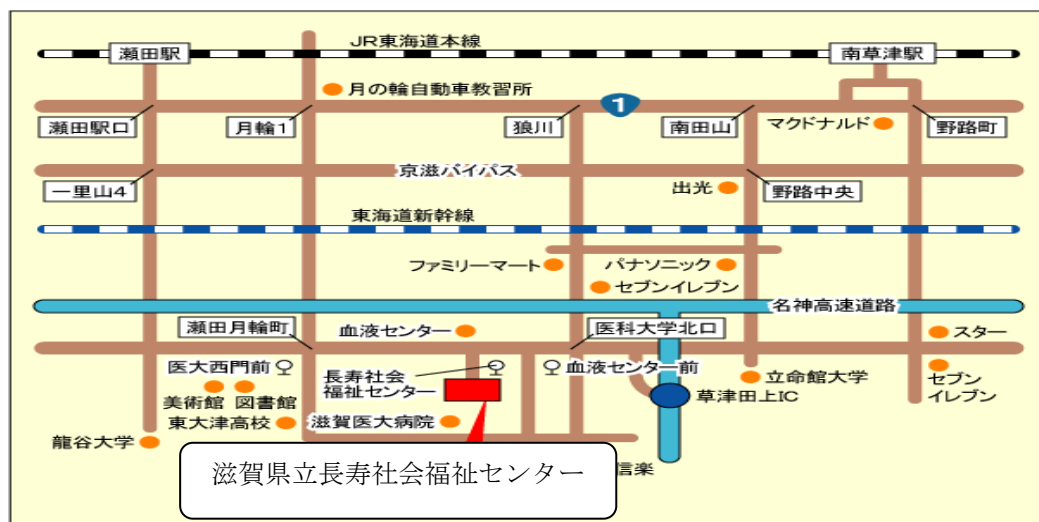 JR東海道本線
瀬田駅
南草津駅
月の輪自動車教習所
1
瀬田駅口
月輪1
狼川
南田山
マクドナルド
野路町
京滋バイパス
一里山4
出光
野路中央
東海道新幹線
ファミリーマート
パナソニック
セブンイレブン
名神高速道路
瀬田月輪町
血液センター
医科大学北口
スター
医大西門前
長寿社会
福祉センター
血液センター前
立命館大学
セブン
イレブン
美術館
図書館
草津田上IC
東大津高校
滋賀医大病院
龍谷大学
信楽
滋賀県立長寿社会福祉センター